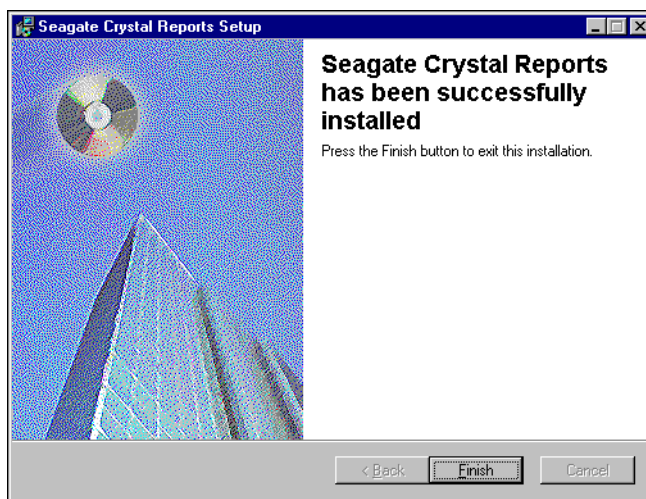 Seagate Crystal Reports Setup
Seagate Crystal Reports
has been successfully
installed
Press the Finish button to exit this installation.
< Back
Finish
Cancel